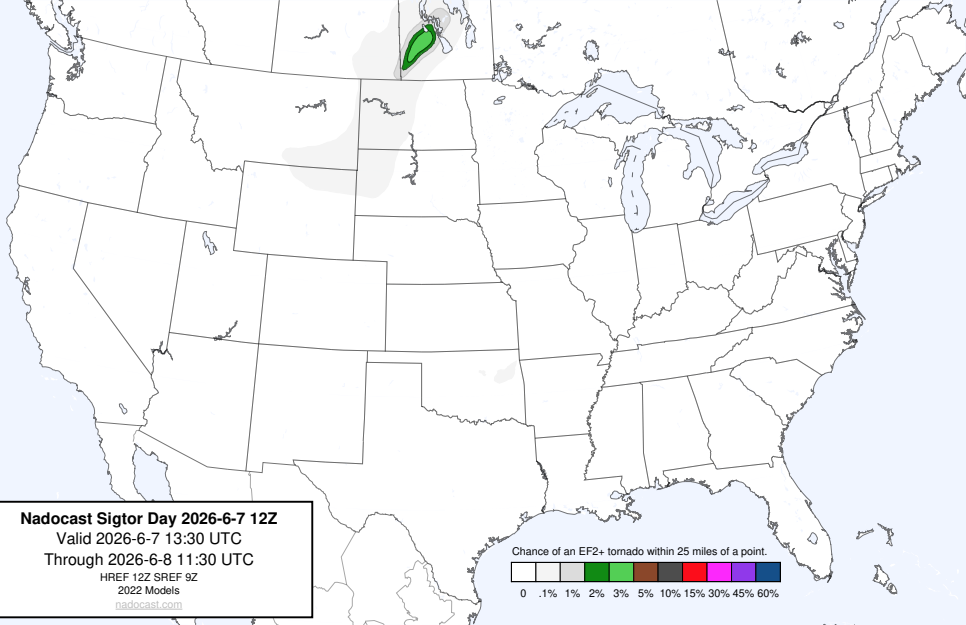 Nadocast Sigtor Day 2026-6-7 12Z
Valid 2026-6-7 13:30 UTC
Through 2026-6-8 11:30 UTC
HREF 12Z SREF 9Z
2022 Models
nadocast.com
Chance of an EF2+ tornado within 25 miles of a point.
0 .1% 1% 2% 3% 5% 10% 15% 30% 45% 60%